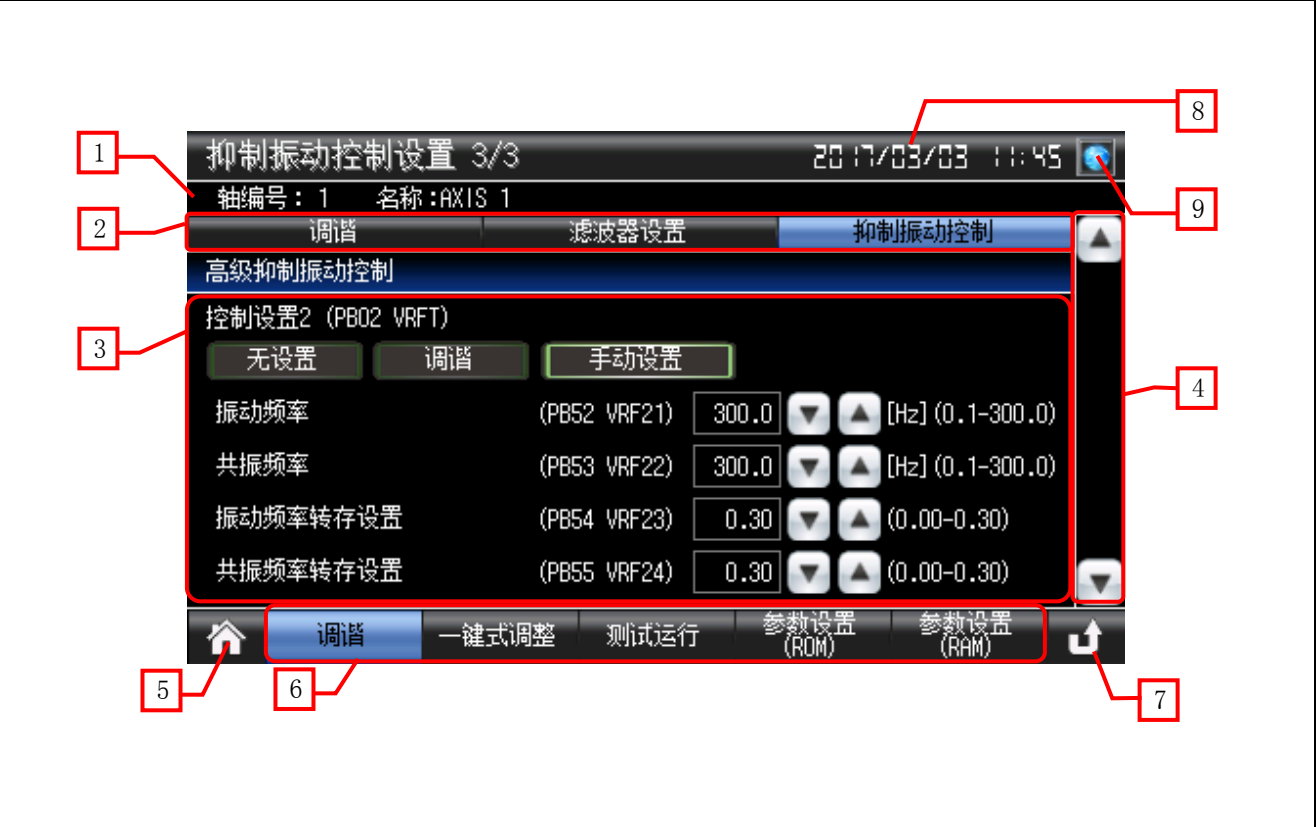 8
1
抑制振动控制设置 3/3 2017/03/03 11:45
轴编号: 1 名称:AXIS 1
9
2
调谐 滤波器设置 抑制振动控制
高级抑制振动控制
控制设置2 (PB02 VRFT)
3
无设置 调谐 手动设置
4
振动频率 (PB52 VRF21) 300.0 [Hz] (0.1-300.0)
共振频率 (PB53 VRF22) 300.0 [Hz] (0.1-300.0)
振动频率转存设置 (PB54 VRF23) 0.30 (0.00-0.30)
共振频率转存设置 (PB55 VRF24) 0.30 (0.00-0.30)
调谐 一键式调整 测试运行 参数设置 (ROM) 参数设置 (RAM)
5
6
7